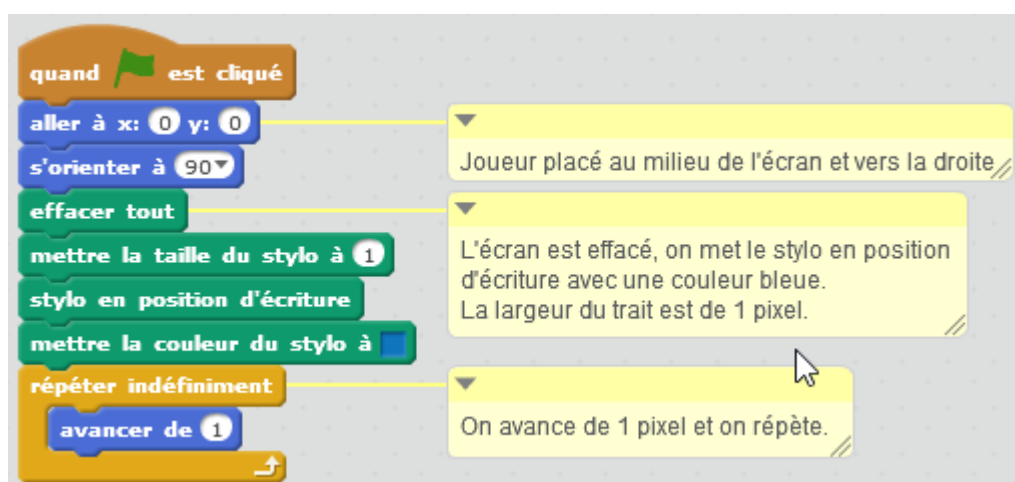 quand est cliqué
aller à x: 0 y: 0
s'orienter à 90
Joueur placé au milieu de l'écran et vers la droite
effacer tout
mettre la taille du stylo à 1
stylo en position d'écriture
mettre la couleur du stylo à
L'écran est effacé, on met le stylo en position
d'écriture avec une couleur bleue.
La largeur du trait est de 1 pixel.
répéter indéfiniment
avancer de 1
On avance de 1 pixel et on répète.